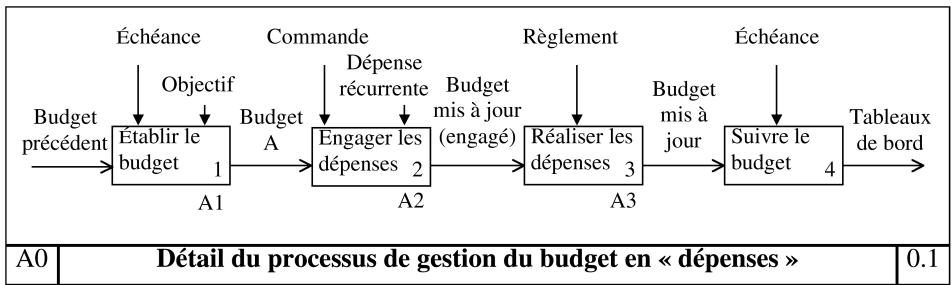 Échéance
Commande
Règlement
Échéance
Objectif
Dépense
récurrente
Budget
précédent
Budget
A
Budget
mis à jour
(engagé)
Budget
mis à
jour
Tableaux
de bord
Établir le
budget
1
Engager les
dépenses
2
Réaliser les
dépenses
3
Suivre le
budget
4
A1
A2
A3
A0
Détail du processus de gestion du budget en « dépenses »
0.1